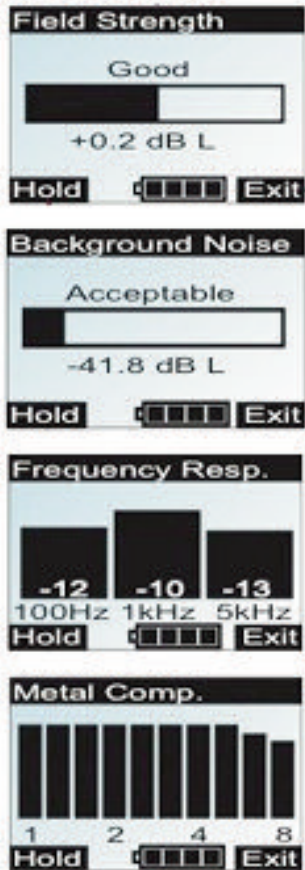 Field Strength
Good
+0.2 dB L
Hold Exit
Background Noise
Acceptable
-41.8 dB L
Hold Exit
Frequency Resp.
-12 -10 -13
100Hz 1kHz 5kHz
Hold Exit
Metal Comp.
1 2 4 8
Hold Exit